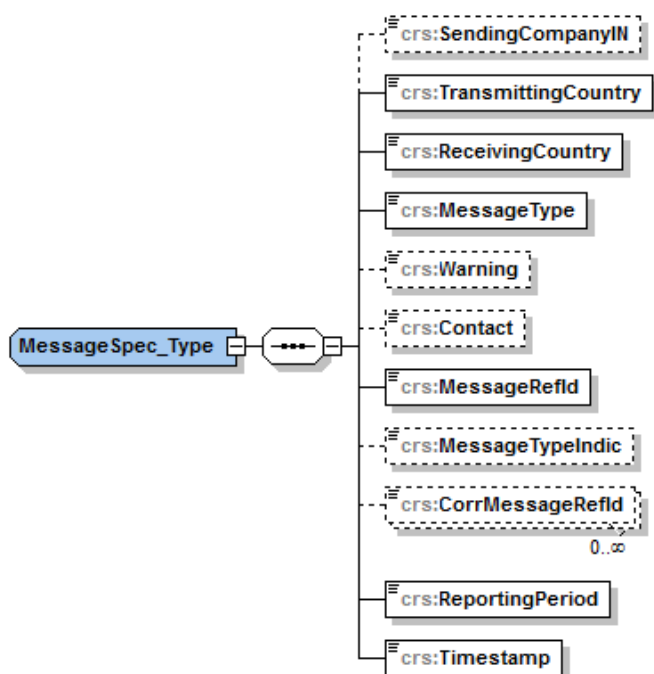 crs:SendingCompanyIN
crs:TransmittingCountry
crs:ReceivingCountry
crs:MessageType
crs:Warning
MessageSpec_Type
crs:Contact
crs:MessageRefId
crs:MessageTypeIndic
crs:CorrMessageRefId
0..∞
crs:ReportingPeriod
crs:Timestamp